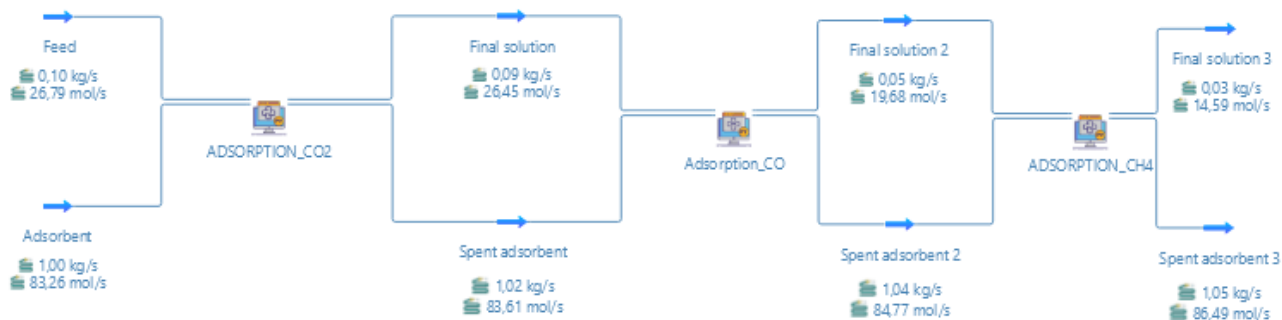 Feed
0,10 kg/s
26,79 mol/s
ADSORPTION_CO2
Adsorbent
1,00 kg/s
83,26 mol/s
Final solution
0,09 kg/s
26,45 mol/s
Spent adsorbent
1,02 kg/s
83,61 mol/s
Adsorption_CO
Final solution 2
0,05 kg/s
19,68 mol/s
Spent adsorbent 2
1,04 kg/s
84,77 mol/s
ADSORPTION_CH4
Final solution 3
0,03 kg/s
14,59 mol/s
Spent adsorbent 3
1,05 kg/s
86,49 mol/s